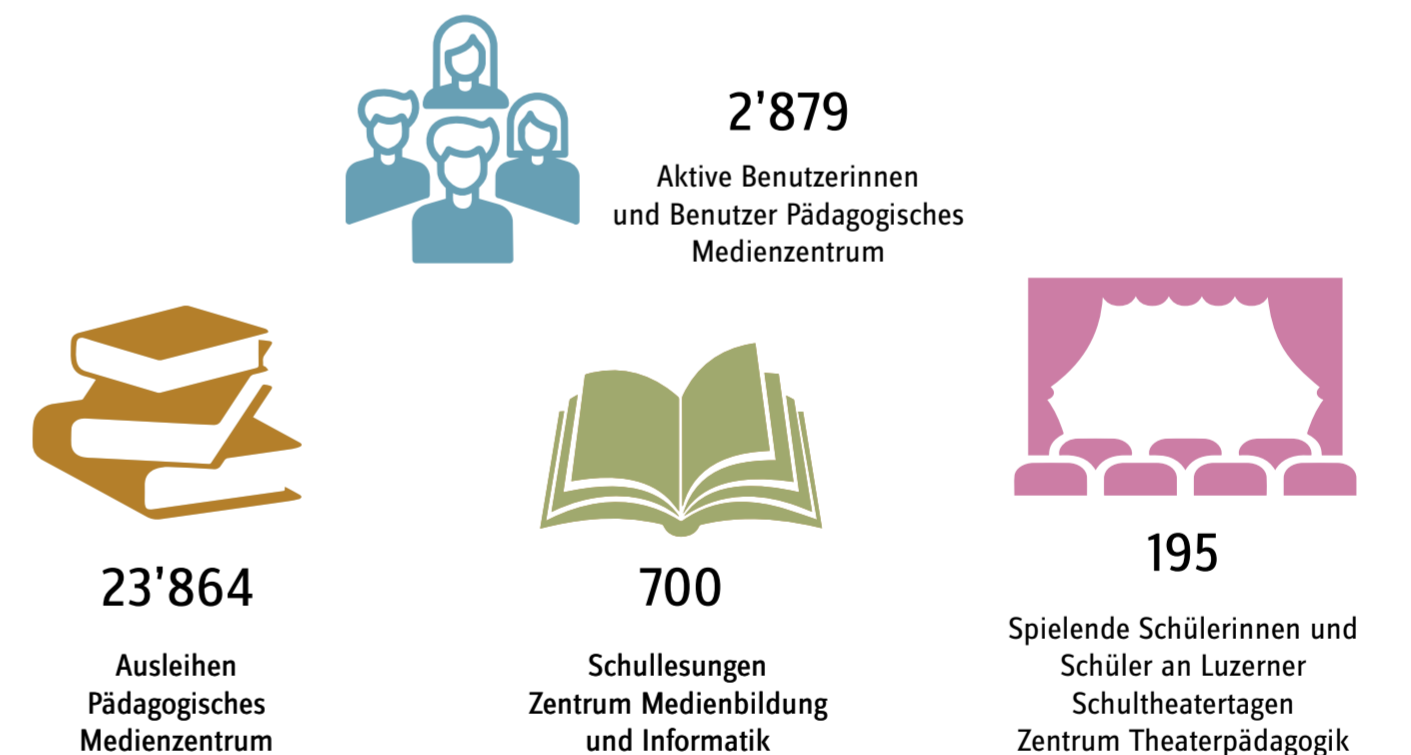 2’879
Aktive Benutzerinnen
und Benutzer Pädagogisches
Medienzentrum
23’864
Ausleihen
Pädagogisches
Medienzentrum
700
Schullesungen
Zentrum Medienbildung
und Informatik
195
Spielende Schülerinnen und
Schüler an Luzerner
Schultheatertagen
Zentrum Theaterpädagogik